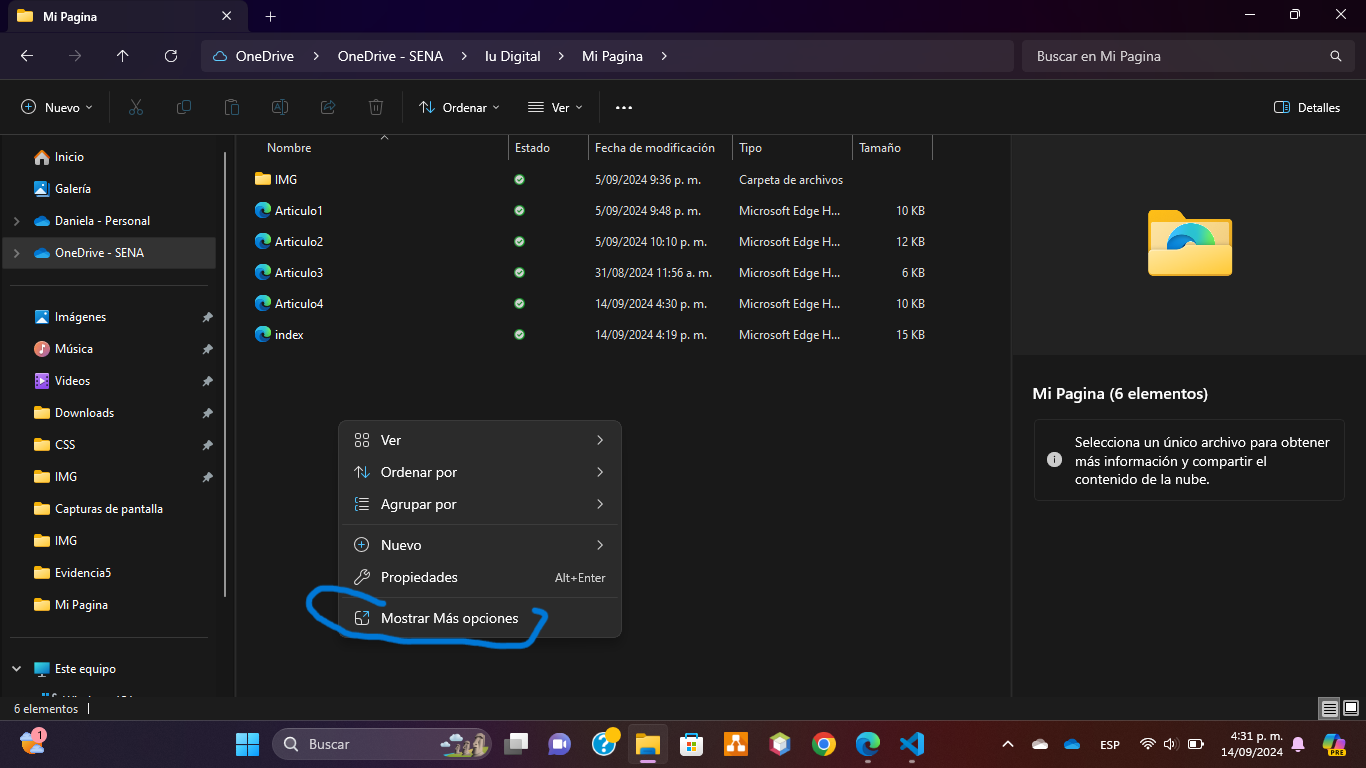 Mi Pagina
OneDrive > OneDrive - SENA > Iu Digital > Mi Pagina >
Buscar en Mi Pagina
Nuevo
Ordenar
Ver
Detalles
Inicio
Galería
Daniela - Personal
OneDrive - SENA
Imágenes
Música
Videos
Downloads
CSS
IMG
Capturas de pantalla
IMG
Evidencia5
Mi Pagina
Este equipo
Nombre Estado Fecha de modificación Tipo Tamaño
IMG 5/09/2024 9:36 p. m. Carpeta de archivos
Articulo1 5/09/2024 9:48 p. m. Microsoft Edge H... 10 KB
Articulo2 5/09/2024 10:10 p. m. Microsoft Edge H... 12 KB
Articulo3 31/08/2024 11:56 a. m. Microsoft Edge H... 6 KB
Articulo4 14/09/2024 4:30 p. m. Microsoft Edge H... 10 KB
index 14/09/2024 4:19 p. m. Microsoft Edge H... 15 KB
Ver
Ordenar por
Agrupar por
Nuevo
Propiedades Alt+Enter
Mostrar Más opciones
Mi Pagina (6 elementos)
Selecciona un único archivo para obtener
más información y compartir el
contenido de la nube.
6 elementos
1
Buscar
ESP
4:31 p. m.
14/09/2024
PRE